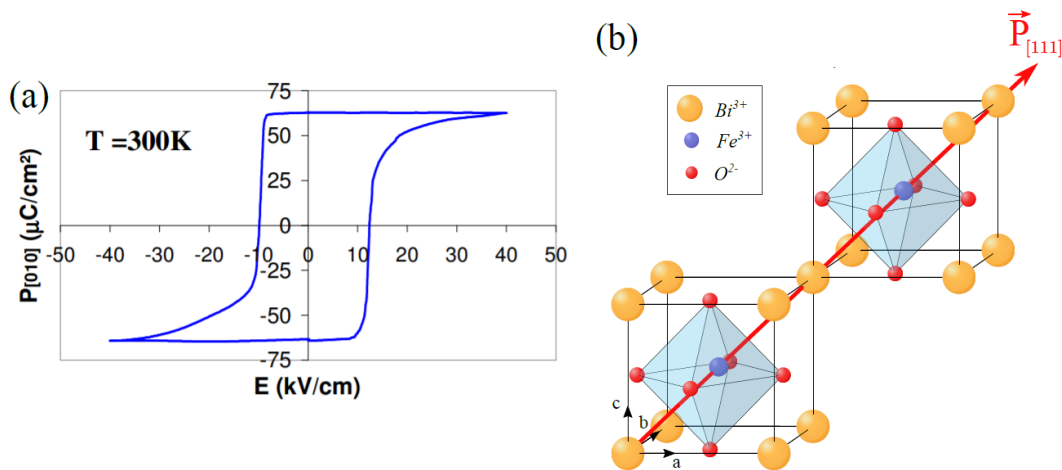 (a)
T =300K
P[010] (μC/cm²)
75
50
25
0
-25
-50
-75
-50 -40 -30 -20 -10 0 10 20 30 40 50
E (kV/cm)
(b)
P[111]
Bi³⁺
Fe³⁺
O²⁻
c
b
a